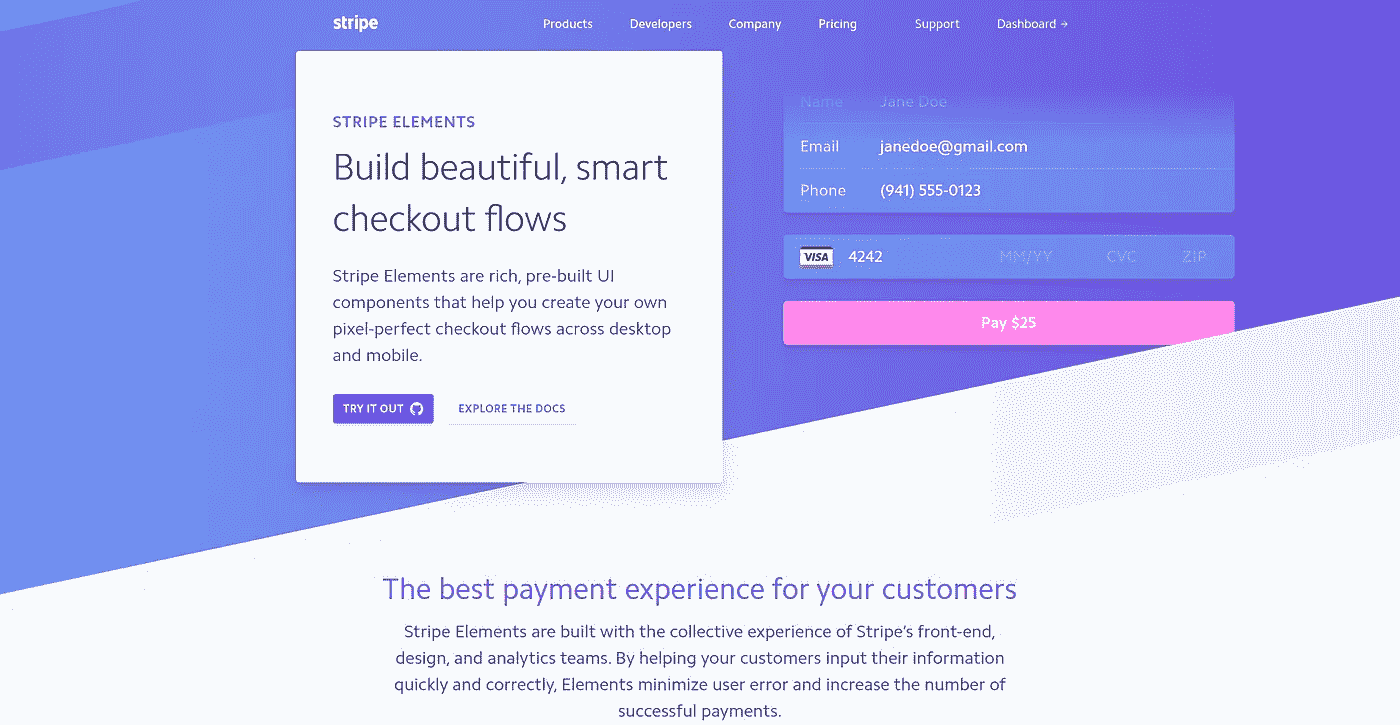 stripe
Products Developers Company Pricing Support Dashboard →
STRIPE ELEMENTS
Build beautiful, smart
checkout flows
Stripe Elements are rich, pre-built UI
components that help you create your own
pixel-perfect checkout flows across desktop
and mobile.
TRY IT OUT
EXPLORE THE DOCS
Name Jane Doe
Email janedoe@gmail.com
Phone (941) 555-0123
VISA 4242 MM/YY CVC ZIP
Pay $25
The best payment experience for your customers
Stripe Elements are built with the collective experience of Stripe’s front-end,
design, and analytics teams. By helping your customers input their information
quickly and correctly, Elements minimize user error and increase the number of
successful payments.